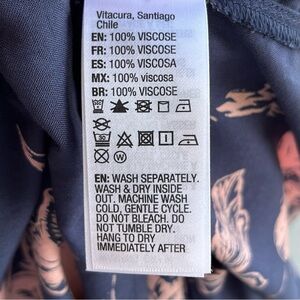 Vitacura, Santiago
Chile
EN: 100% VISCOSE
FR: 100% VISCOSE
ES: 100% VISCOSA
MX: 100% viscosa
BR: 100% VISCOSE
W
EN: WASH SEPARATELY.
WASH & DRY INSIDE
OUT. MACHINE WASH
COLD, GENTLE CYCLE.
DO NOT BLEACH. DO
NOT TUMBLE DRY.
HANG TO DRY
IMMEDIATELY AFTER